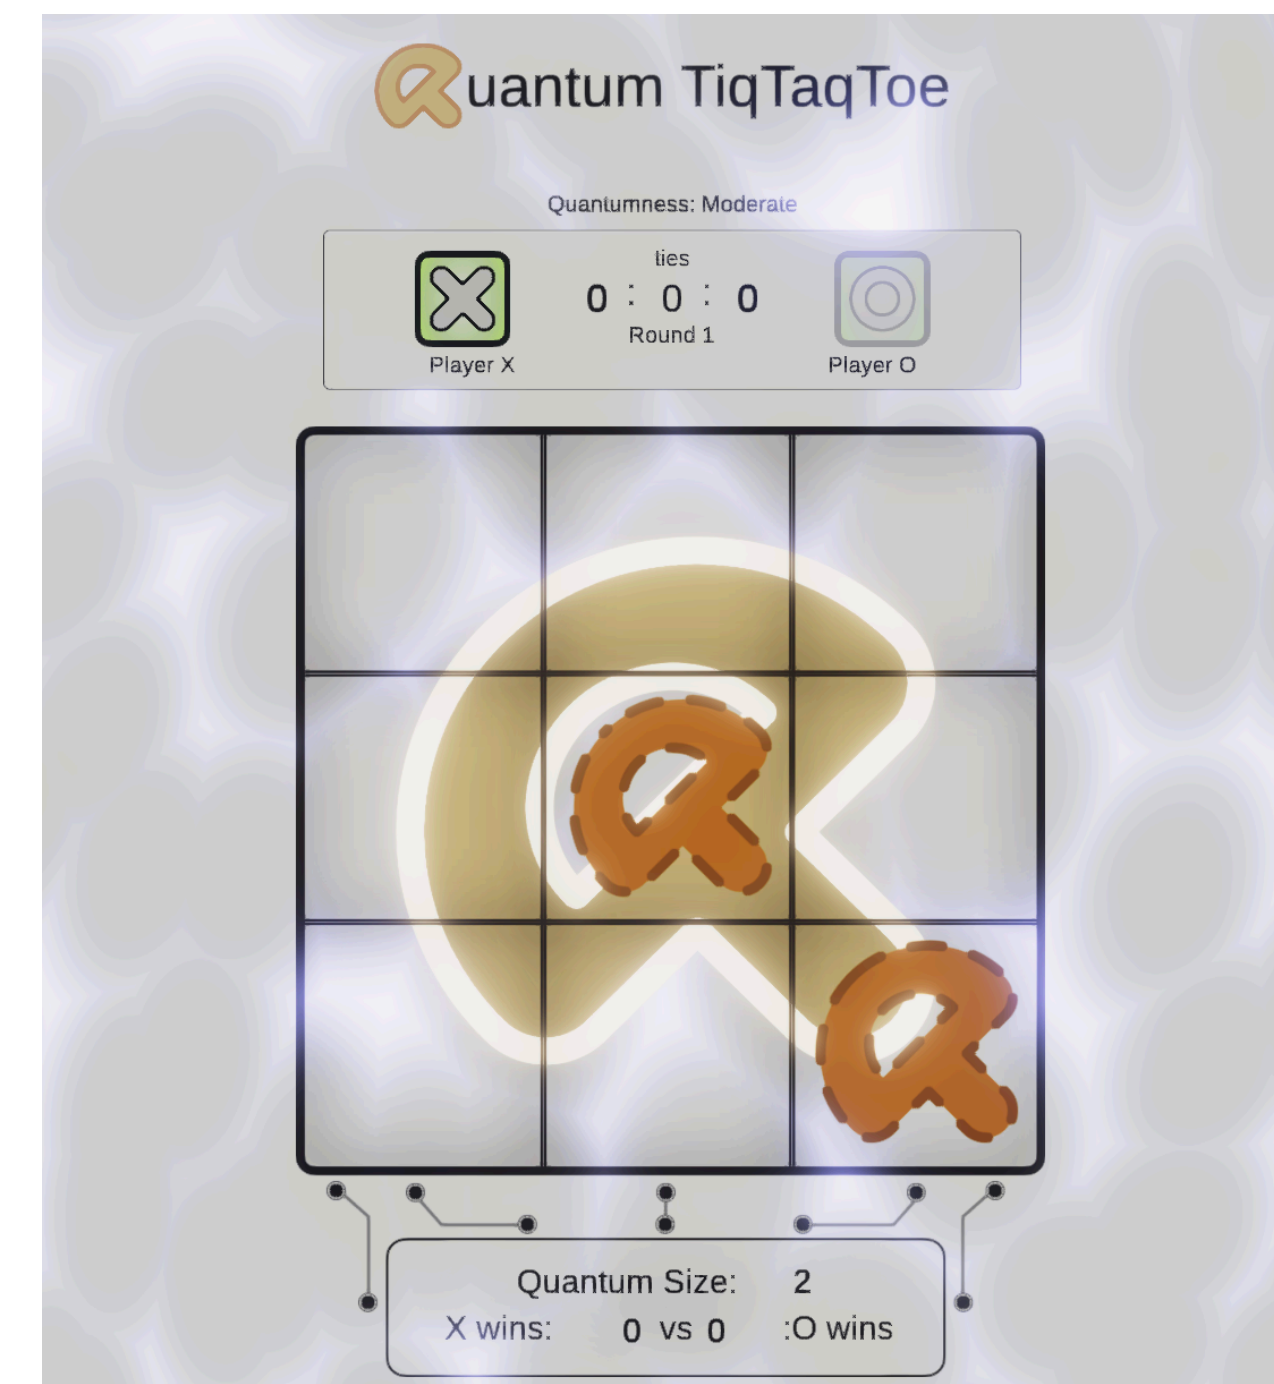 Quantum TiqTaqToe
Quantumness: Moderate
ties
0 : 0 : 0
Round 1
Player X
Player O
Quantum Size: 2
X wins: 0 vs 0 :O wins